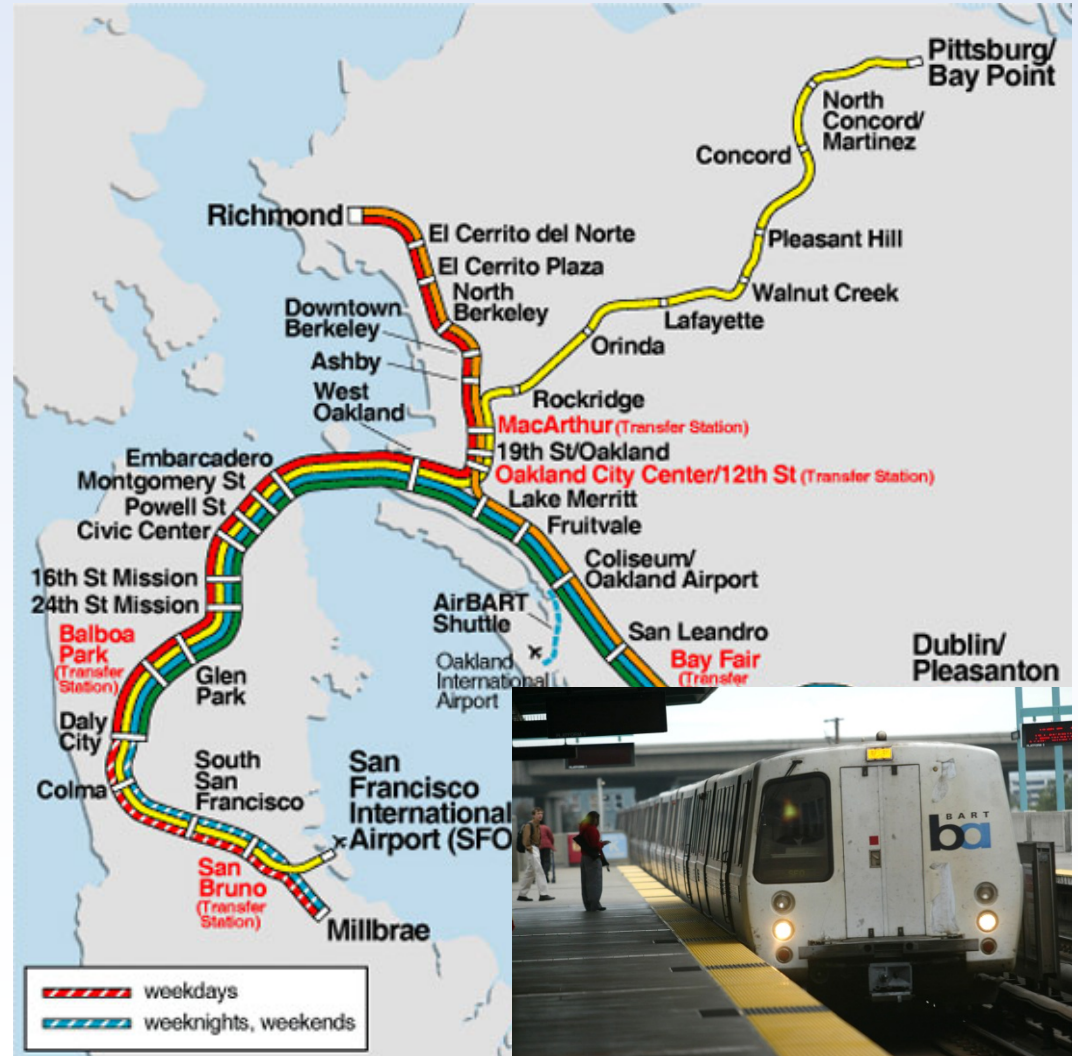 Pittsburg/
Bay Point
North
Concord/
Martinez
Concord
Pleasant Hill
Walnut Creek
Lafayette
Orinda
Rockridge
Richmond
El Cerrito del Norte
El Cerrito Plaza
North
Berkeley
Downtown
Berkeley
Ashby
West
Oakland
MacArthur (Transfer Station)
19th St/Oakland
Oakland City Center/12th St (Transfer Station)
Lake Merritt
Fruitvale
Coliseum/
Oakland Airport
San Leandro
Bay Fair
(Transfer
Dublin/
Pleasanton
AirBART
Shuttle
Oakland
International
Airport
Embarcadero
Montgomery St
Powell St
Civic Center
16th St Mission
24th St Mission
Balboa
Park
(Transfer
Station)
Glen
Park
Daly
City
Colma
South
San
Francisco
San
Francisco
International
Airport (SFO
San
Bruno
(Transfer
Station)
Millbrae
weekdays
weeknights, weekends
BART
ba